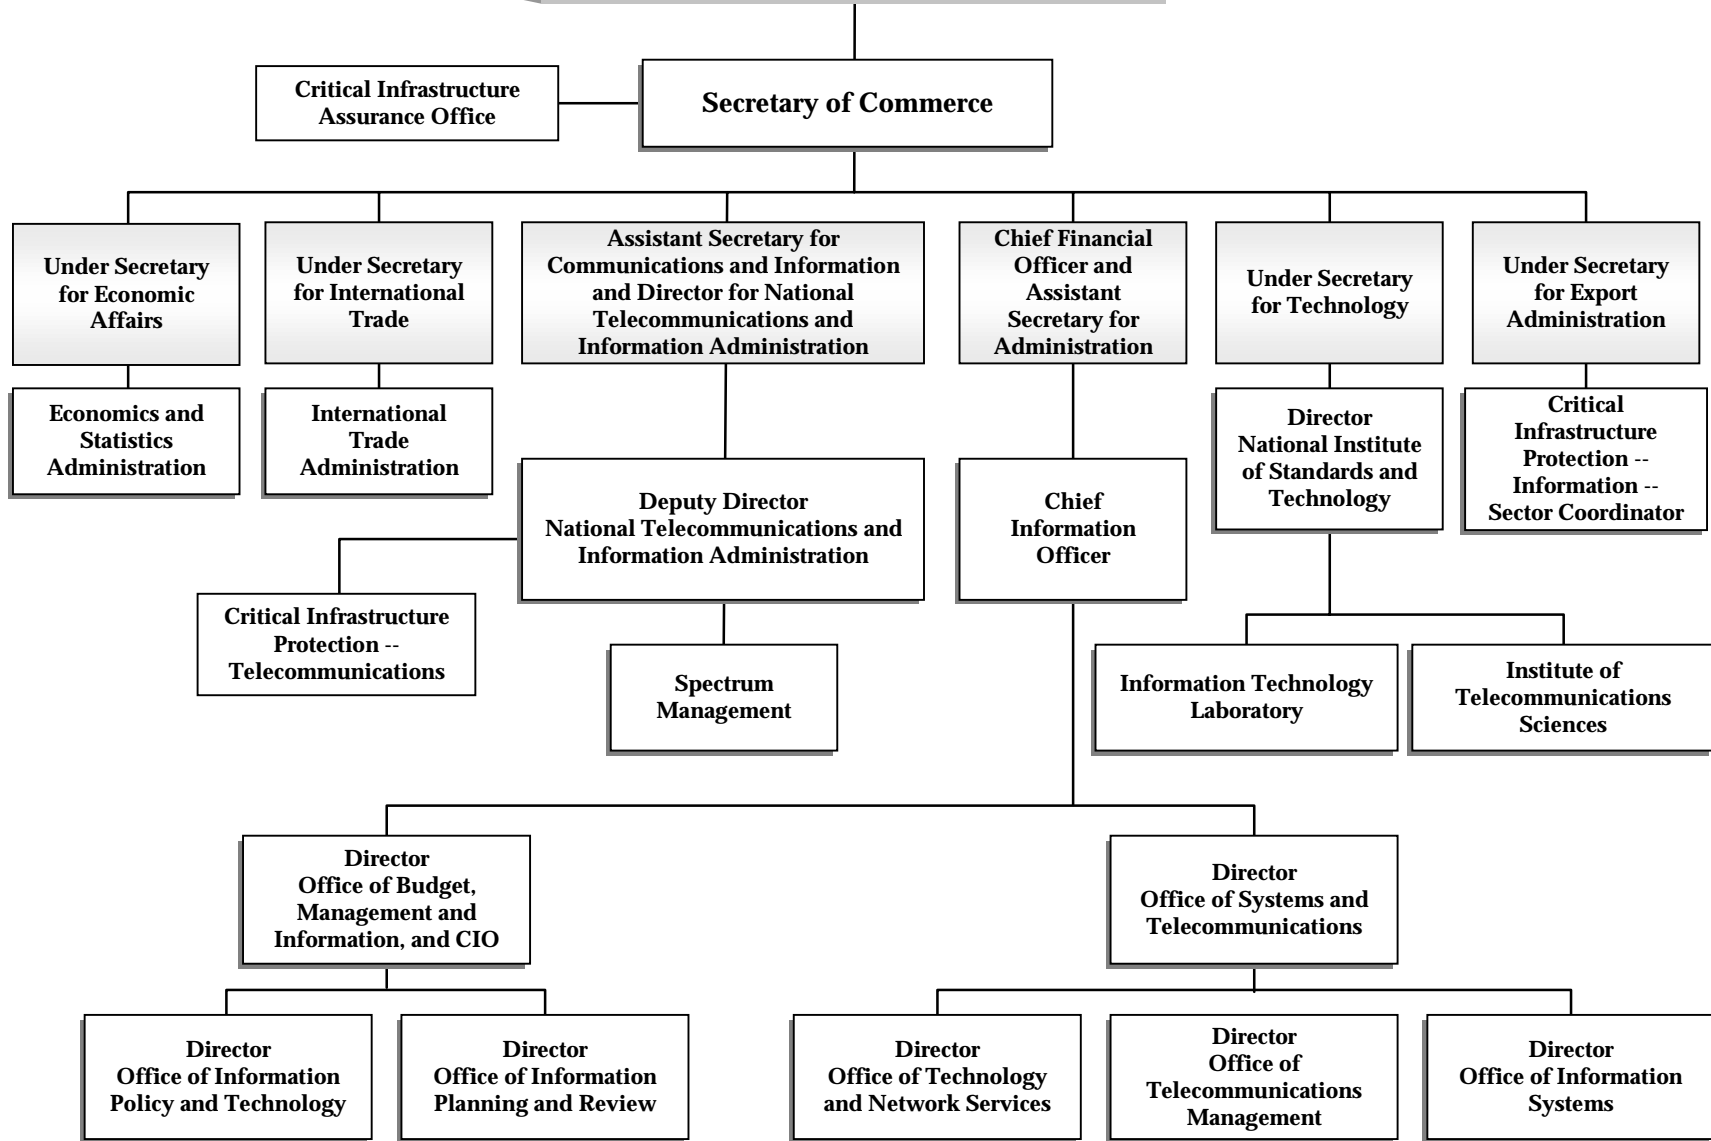 Critical Infrastructure
Assurance Office
Secretary of Commerce
Under Secretary
for Economic
Affairs
Under Secretary
for International
Trade
Assistant Secretary for
Communications and Information
and Director for National
Telecommunications and
Information Administration
Chief Financial
Officer and
Assistant
Secretary for
Administration
Under Secretary
for Technology
Under Secretary
for Export
Administration
Economics and
Statistics
Administration
International
Trade
Administration
Deputy Director
National Telecommunications and
Information Administration
Chief
Information
Officer
Director
National Institute
of Standards and
Technology
Critical
Infrastructure
Protection --
Information --
Sector Coordinator
Critical Infrastructure
Protection --
Telecommunications
Spectrum
Management
Information Technology
Laboratory
Institute of
Telecommunications
Sciences
Director
Office of Budget,
Management and
Information, and CIO
Director
Office of Systems and
Telecommunications
Director
Office of Information
Policy and Technology
Director
Office of Information
Planning and Review
Director
Office of Technology
and Network Services
Director
Office of
Telecommunications
Management
Director
Office of Information
Systems